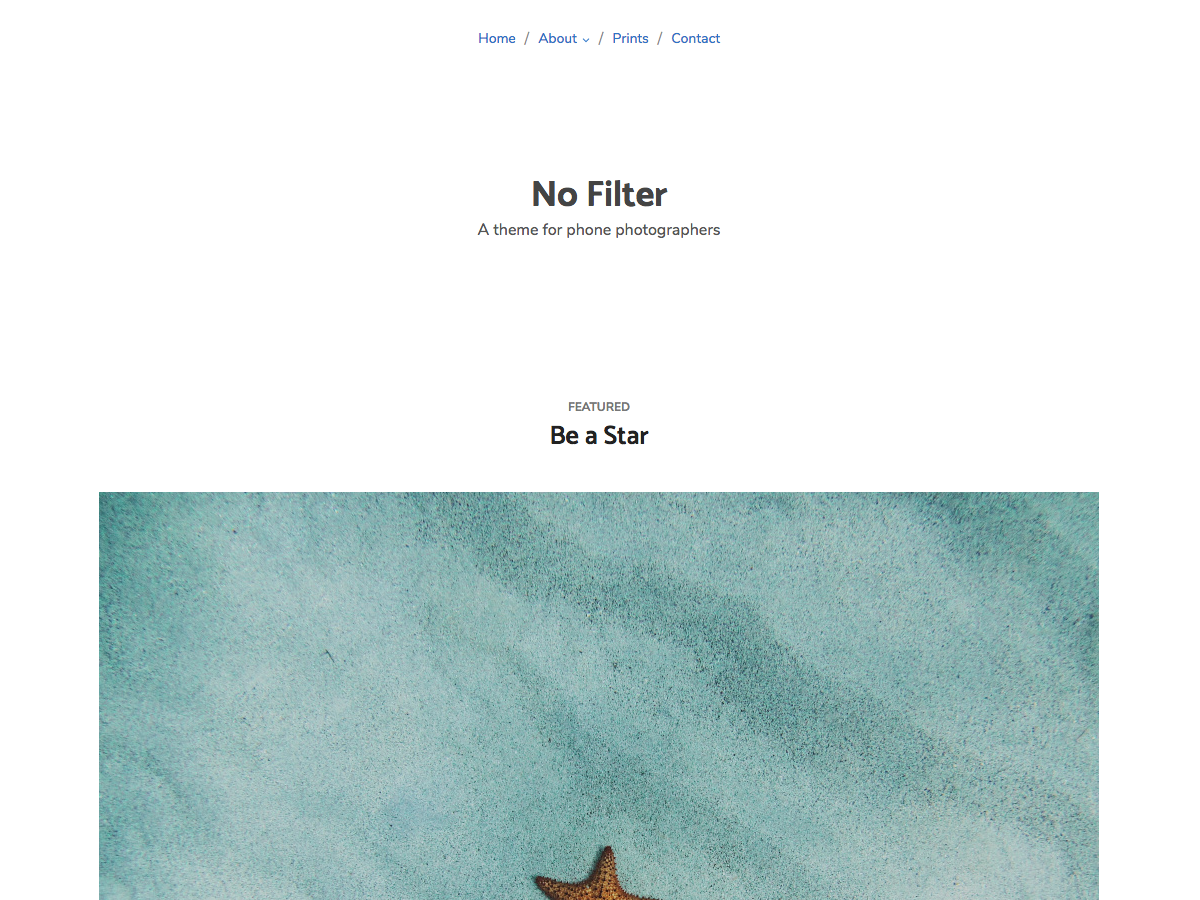 Home / About / Prints / Contact
No Filter
A theme for phone photographers
FEATURED
Be a Star